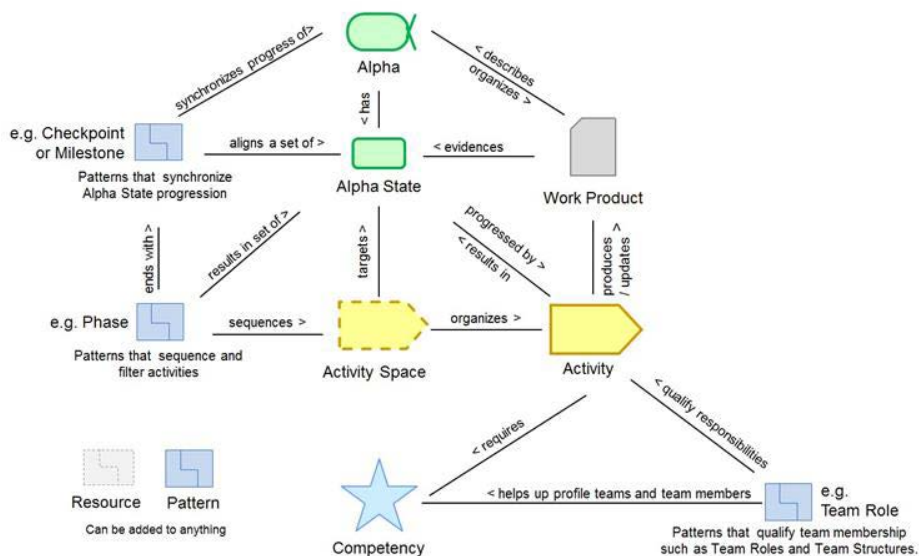 synchronizes progress of>
Alpha
< describes
organizes >
< has
e.g. Checkpoint
or Milestone
aligns a set of >
< evidences
Patterns that synchronize
Alpha State progression
Alpha State
Work Product
ends with >
results in set of >
targets >
progressed by >
< results in
produces >
/ updates
e.g. Phase
sequences >
organizes >
Patterns that sequence and
filter activities
Activity Space
Activity
< requires
< qualify responsibilities
Resource
Pattern
Can be added to anything
< helps up profile teams and team members
Competency
e.g.
Team Role
Patterns that qualify team membership
such as Team Roles and Team Structures.